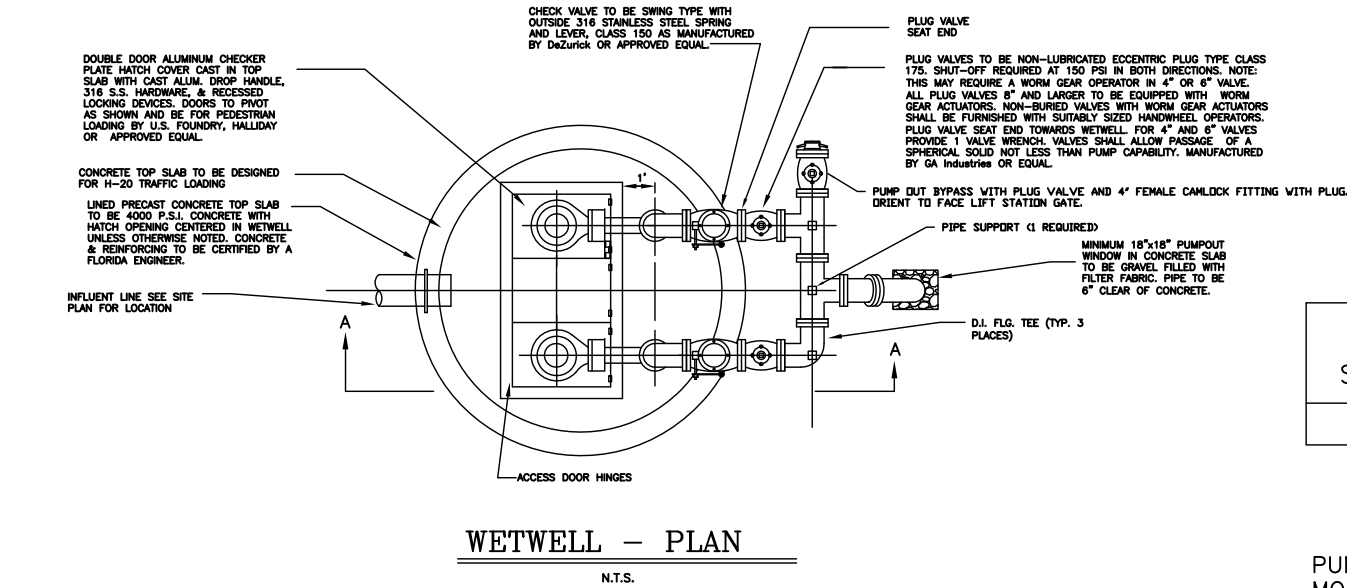 CHECK VALVE TO BE SWING TYPE WITH
OUTSIDE 316 STAINLESS STEEL SPRING
AND LEVER, CLASS 150 AS MANUFACTURED
BY DeZurick OR APPROVED EQUAL.
PLUG VALVE
SEAT END
DOUBLE DOOR ALUMINUM CHECKER
PLATE HATCH COVER CAST IN TOP
SLAB WITH CAST ALUM. DROP HANDLE,
316 S.S. HARDWARE, & RECESSED
LOCKING DEVICES. DOORS TO PIVOT
AS SHOWN AND BE FOR PEDESTRIAN
LOADING BY U.S. FOUNDRY, HALLIDAY
OR APPROVED EQUAL.
PLUG VALVES TO BE NON-LUBRICATED ECCENTRIC PLUG TYPE CLASS
175. SHUT-OFF REQUIRED AT 150 PSI IN BOTH DIRECTIONS. NOTE:
THIS MAY REQUIRE A WORM GEAR OPERATOR IN 4" OR 6" VALVE.
ALL PLUG VALVES 8" AND LARGER TO BE EQUIPPED WITH WORM
GEAR ACTUATORS. NON-BURIED VALVES WITH WORM GEAR ACTUATORS
SHALL BE FURNISHED WITH SUITABLY SIZED HANDWHEEL OPERATORS.
PLUG VALVE SEAT END TOWARDS WETWELL. FOR 4" AND 6" VALVES
PROVIDE 1 VALVE WRENCH. VALVES SHALL ALLOW PASSAGE OF A
SPHERICAL SOLID NOT LESS THAN PUMP CAPABILITY. MANUFACTURED
BY GA Industries OR EQUAL.
CONCRETE TOP SLAB TO BE DESIGNED
FOR H-20 TRAFFIC LOADING
1'
PUMP OUT BYPASS WITH PLUG VALVE AND 4" FEMALE CAMLOCK FITTING WITH PLUG.
ORIENT TO FACE LIFT STATION GATE.
LINED PRECAST CONCRETE TOP SLAB
TO BE 4000 P.S.I. CONCRETE WITH
HATCH OPENING CENTERED IN WETWELL
UNLESS OTHERWISE NOTED. CONCRETE
& REINFORCING TO BE CERTIFIED BY A
FLORIDA ENGINEER.
PIPE SUPPORT (1 REQUIRED)
MINIMUM 18"x18" PUMPOUT
WINDOW IN CONCRETE SLAB
TO BE GRAVEL FILLED WITH
FILTER FABRIC. PIPE TO BE
6" CLEAR OF CONCRETE.
INFLUENT LINE SEE SITE
PLAN FOR LOCATION
A
D.I. FLG. TEE (TYP. 3
PLACES)
A
S
ACCESS DOOR HINGES
WETWELL – PLAN
N.T.S.